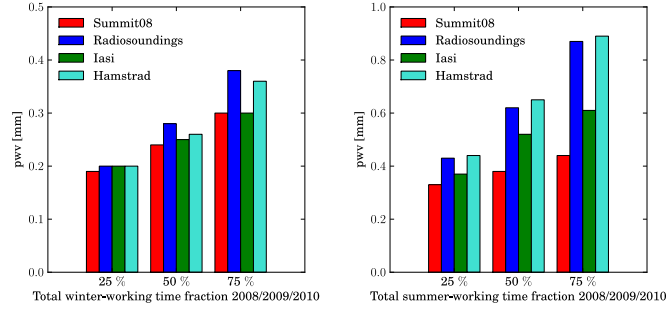 0.5
0.4
0.3
0.2
0.1
0.0
pwv [mm]
Summit08
Radiosoundings
Iasi
Hamstrad
25 %
50 %
75 %
Total winter-working time fraction 2008/2009/2010
1.0
0.8
0.6
0.4
0.2
0.0
pwv [mm]
Summit08
Radiosoundings
Iasi
Hamstrad
25 %
50 %
75 %
Total summer-working time fraction 2008/2009/2010